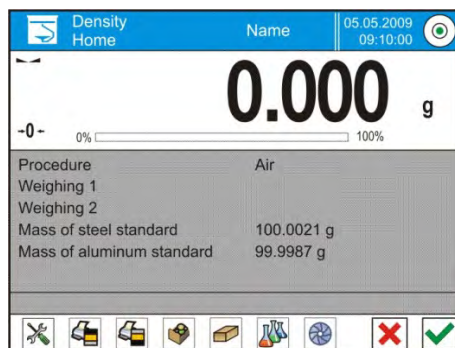 Density Name 05.05.2009
Home 09:10:00
0.000 g
→0← 0% 100%
Procedure Air
Weighing 1
Weighing 2
Mass of steel standard 100.0021 g
Mass of aluminum standard 99.9987 g